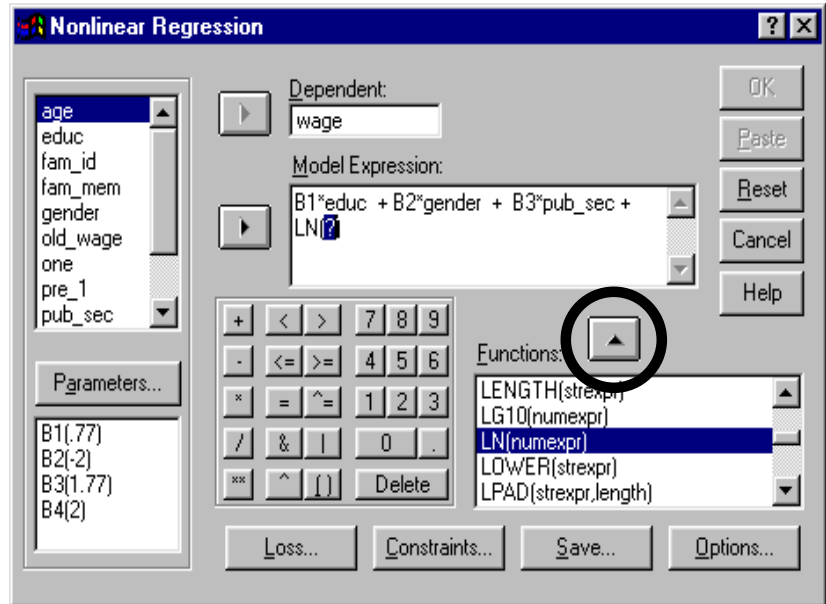 Nonlinear Regression
age
educ
fam_id
fam_mem
gender
old_wage
one
pre_1
pub_sec
Parameters...
B1(.77)
B2(-2)
B3(1.77)
B4(2)
Dependent:
wage
Model Expression:
B1*educ + B2*gender + B3*pub_sec +
LN(?)
OK
Paste
Reset
Cancel
Help
+ < > 7 8 9
- <= >= 4 5 6
* = ^= 1 2 3
/ & | 0 .
** ^ () Delete
Functions:
LENGTH(strexpr)
LG10(numexpr)
LN(numexpr)
LOWER(strexpr)
LPAD(strexpr,length)
Loss...
Constraints...
Save...
Options...